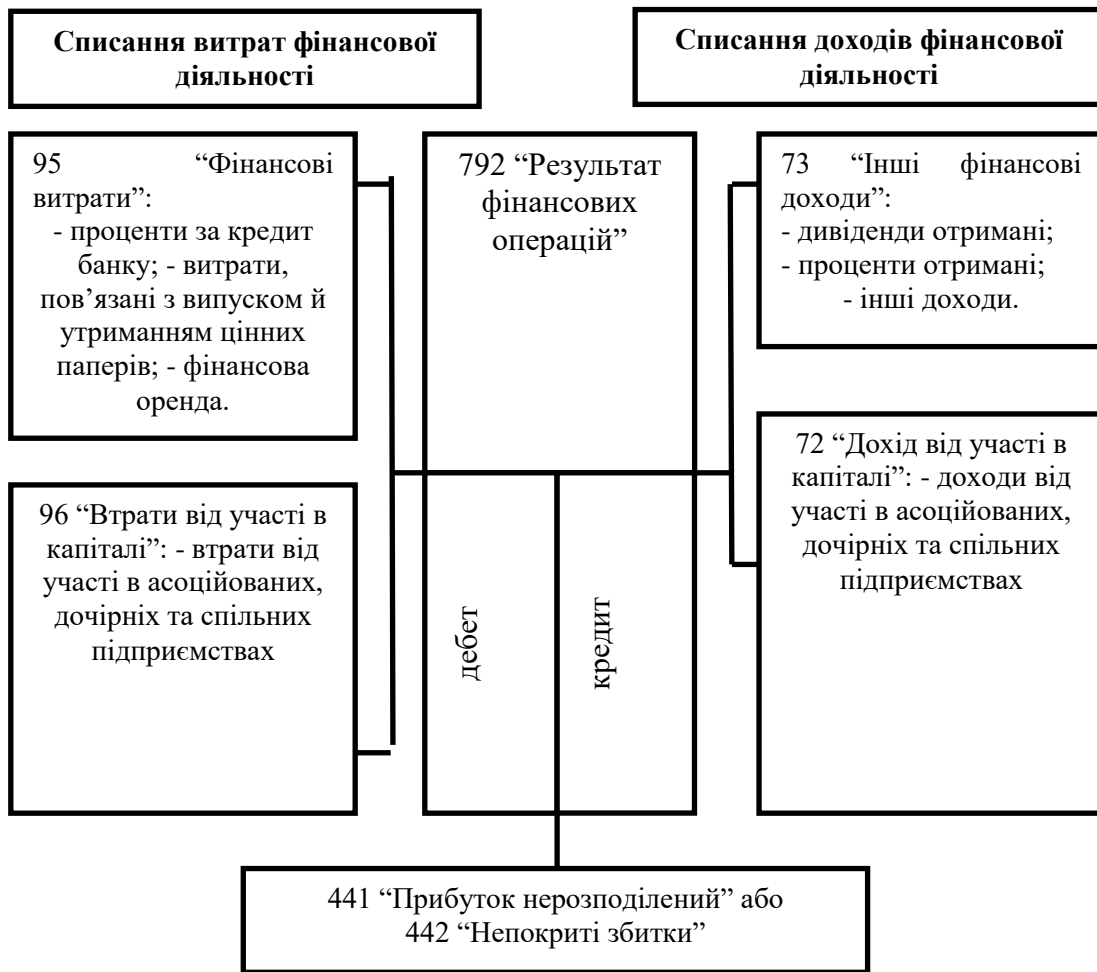 Списання витрат фінансової
діяльності
Списання доходів фінансової
діяльності
95 “Фінансові
витрати”:
- проценти за кредит
банку; - витрати,
пов’язані з випуском й
утриманням цінних
паперів; - фінансова
оренда.
96 “Втрати від участі в
капіталі”: - втрати від
участі в асоційованих,
дочірніх та спільних
підприємствах
792 “Результат
фінансових
операцій”
дебет
кредит
73 “Інші фінансові
доходи”:
- дивіденди отримані;
- проценти отримані;
- інші доходи.
72 “Дохід від участі в
капіталі”: - доходи від
участі в асоційованих,
дочірніх та спільних
підприємствах
441 “Прибуток нерозподілений” або
442 “Непокриті збитки”